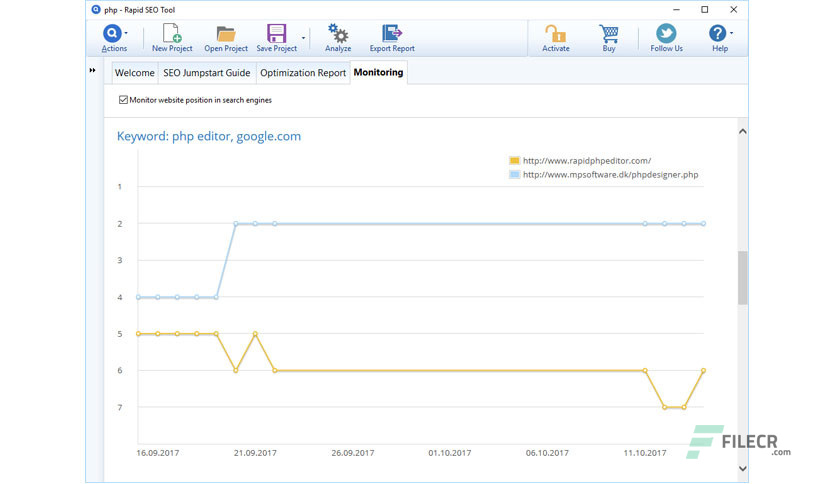 php - Rapid SEO Tool
Actions New Project Open Project Save Project Analyze Export Report Activate Buy Follow Us Help
Welcome SEO Jumpstart Guide Optimization Report Monitoring
Monitor website position in search engines
Keyword: php editor, google.com
http://www.rapidphpeditor.com/
http://www.mpsoftware.dk/phpdesigner.php
1
2
3
4
5
6
7
16.09.2017 21.09.2017 26.09.2017 01.10.2017 06.10.2017 11.10.2017
FILECR
.com